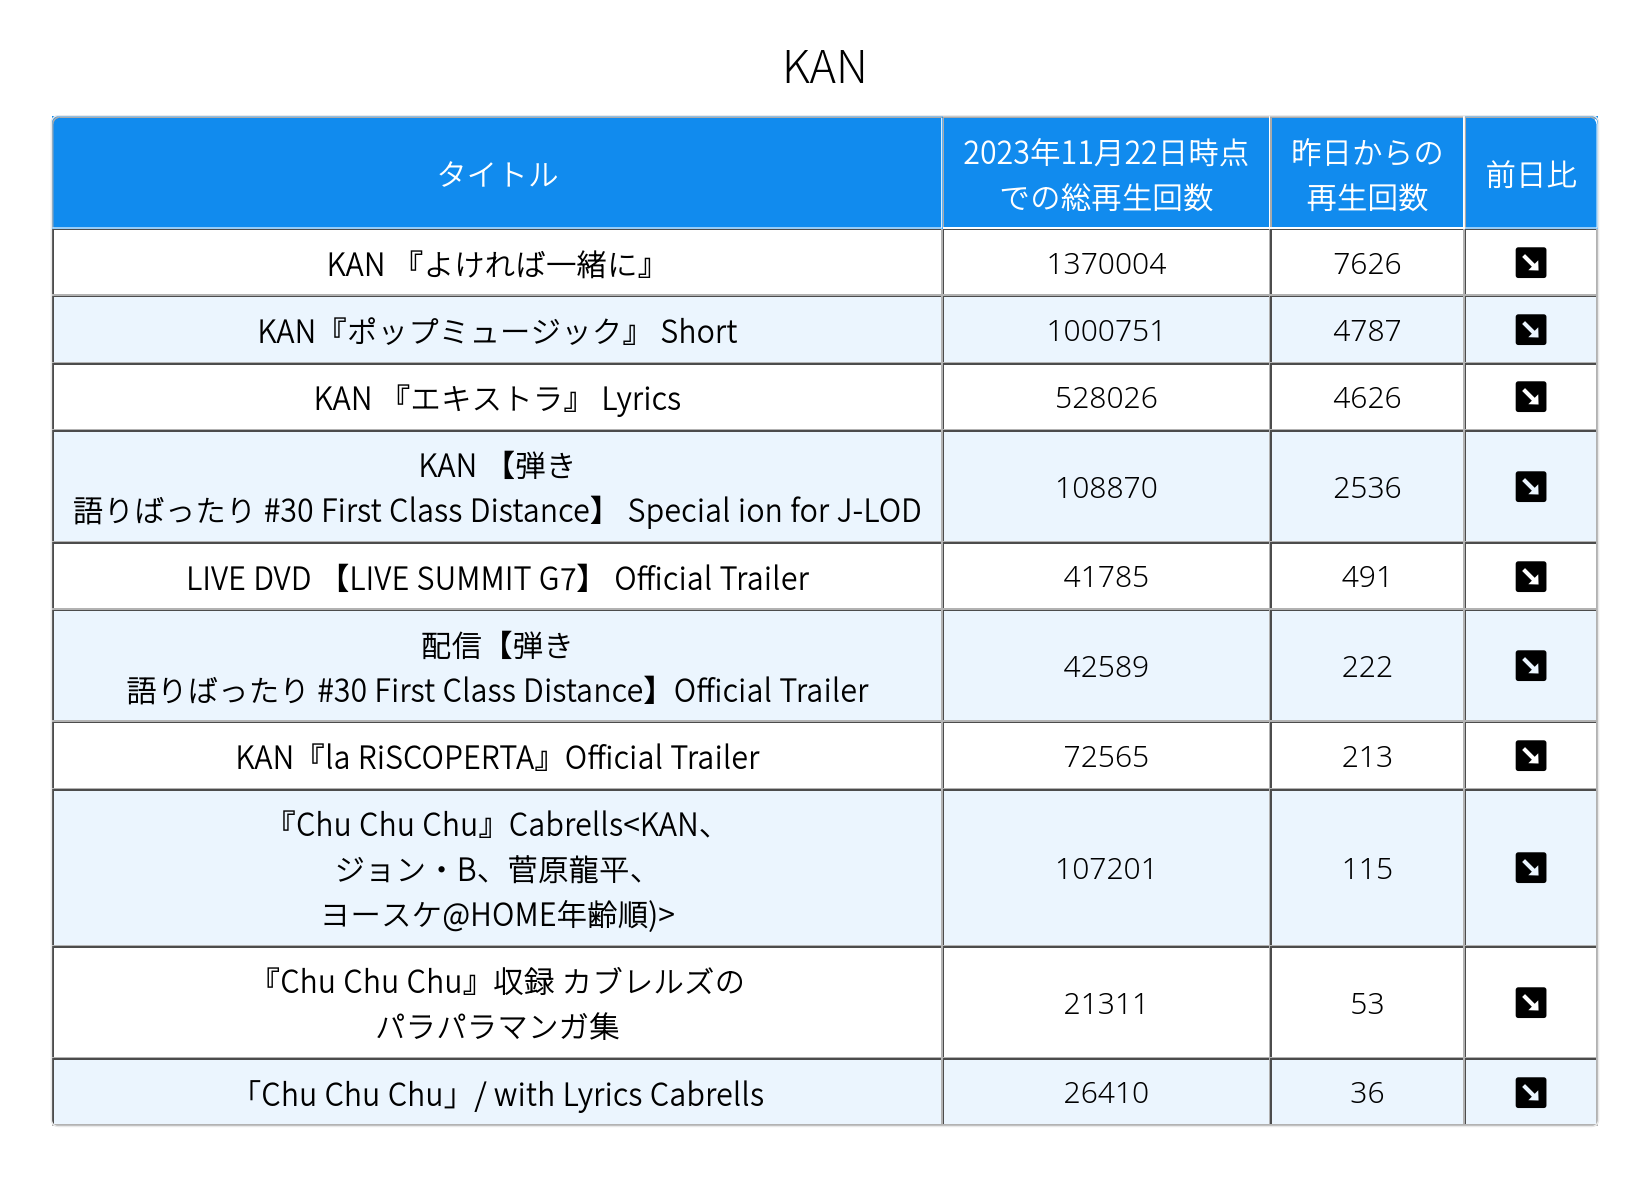 KAN
タイトル
2023年11月22日時点
での総再生回数
昨日からの
再生回数
前日比
KAN 『よければ一緒に』
1370004
7626
KAN『ポップミュージック』 Short
1000751
4787
KAN 『エキストラ』 Lyrics
528026
4626
KAN 【弾き
語りばったり #30 First Class Distance】 Special ion for J-LOD
108870
2536
LIVE DVD 【LIVE SUMMIT G7】 Official Trailer
41785
491
配信【弾き
語りばったり #30 First Class Distance】Official Trailer
42589
222
KAN『la RiSCOPERTA』Official Trailer
72565
213
『Chu Chu Chu』Cabrells<KAN、
ジョン・B、菅原龍平、
ヨースケ@HOME年齢順)>
107201
115
『Chu Chu Chu』収録 カブレルズの
パラパラマンガ集
21311
53
「Chu Chu Chu」/ with Lyrics Cabrells
26410
36